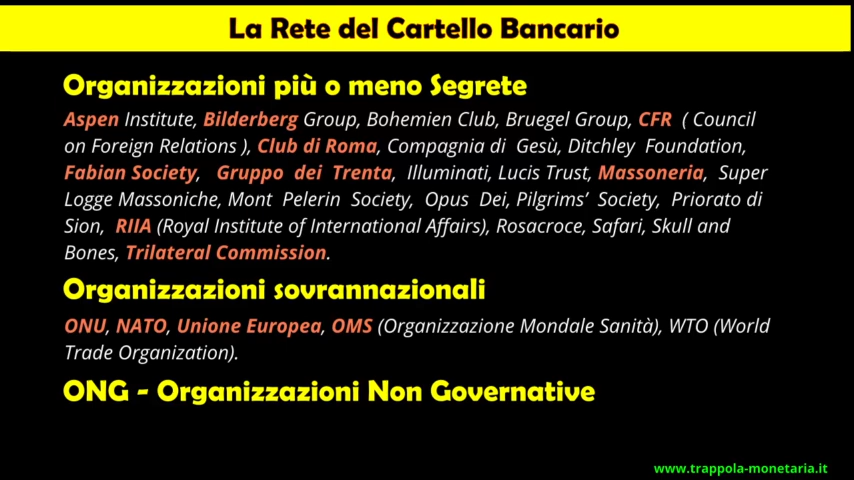 La Rete del Cartello Bancario
Organizzazioni più o meno Segrete
Aspen Institute, Bilderberg Group, Bohemien Club, Bruegel Group, CFR ( Council
on Foreign Relations ), Club di Roma, Compagnia di Gesù, Ditchley Foundation,
Fabian Society, Gruppo dei Trenta, Illuminati, Lucis Trust, Massoneria, Super
Logge Massoniche, Mont Pelerin Society, Opus Dei, Pilgrims’ Society, Priorato di
Sion, RIIA (Royal Institute of International Affairs), Rosacroce, Safari, Skull and
Bones, Trilateral Commission.
Organizzazioni sovrannazionali
ONU, NATO, Unione Europea, OMS (Organizzazione Mondale Sanità), WTO (World
Trade Organization).
ONG - Organizzazioni Non Governative
www.trappola-monetaria.it